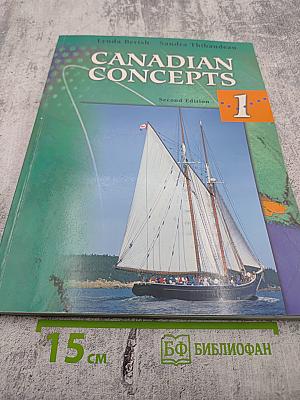 Lynda Berish Sandra Thibaudeau
CANADIAN
CONCEPTS
Second Edition
1
15 см
БФ БИБЛИОФАН